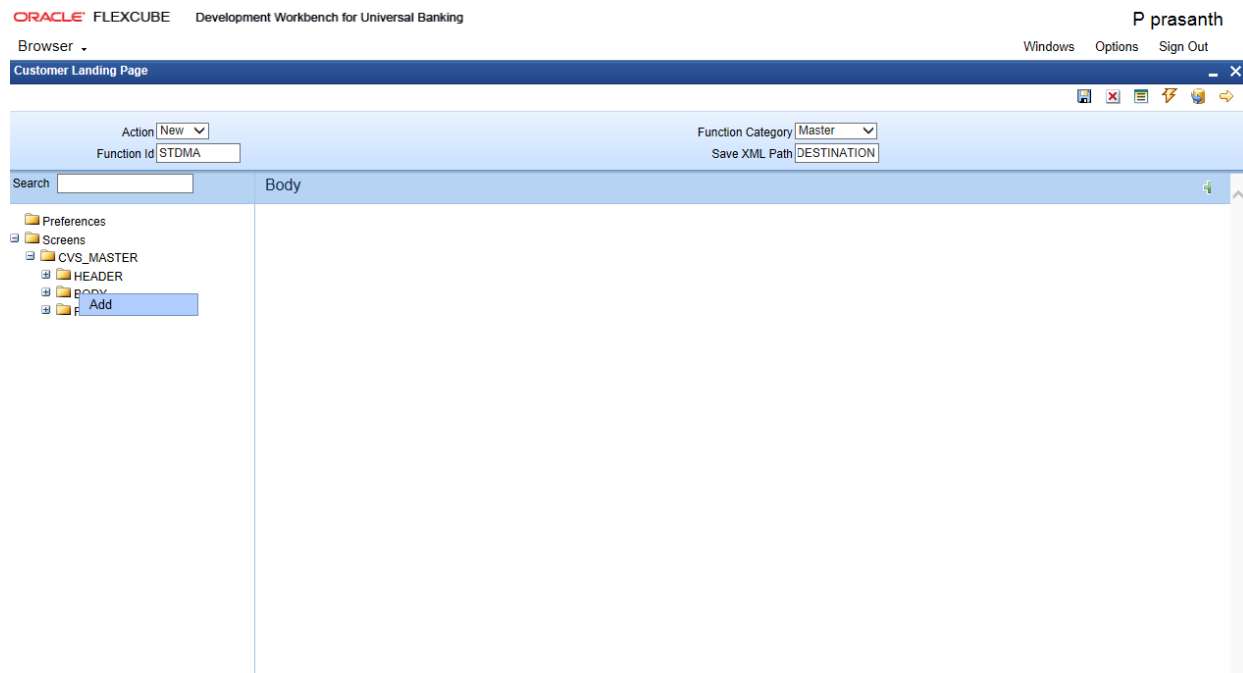 ORACLE FLEXCUBE Development Workbench for Universal Banking P prasanth
Browser Windows Options Sign Out
Customer Landing Page
Action New Function Category Master
Function Id STDMA Save XML Path DESTINATION
Search Body
Preferences
Screens
CVS_MASTER
HEADER
BODY
Add